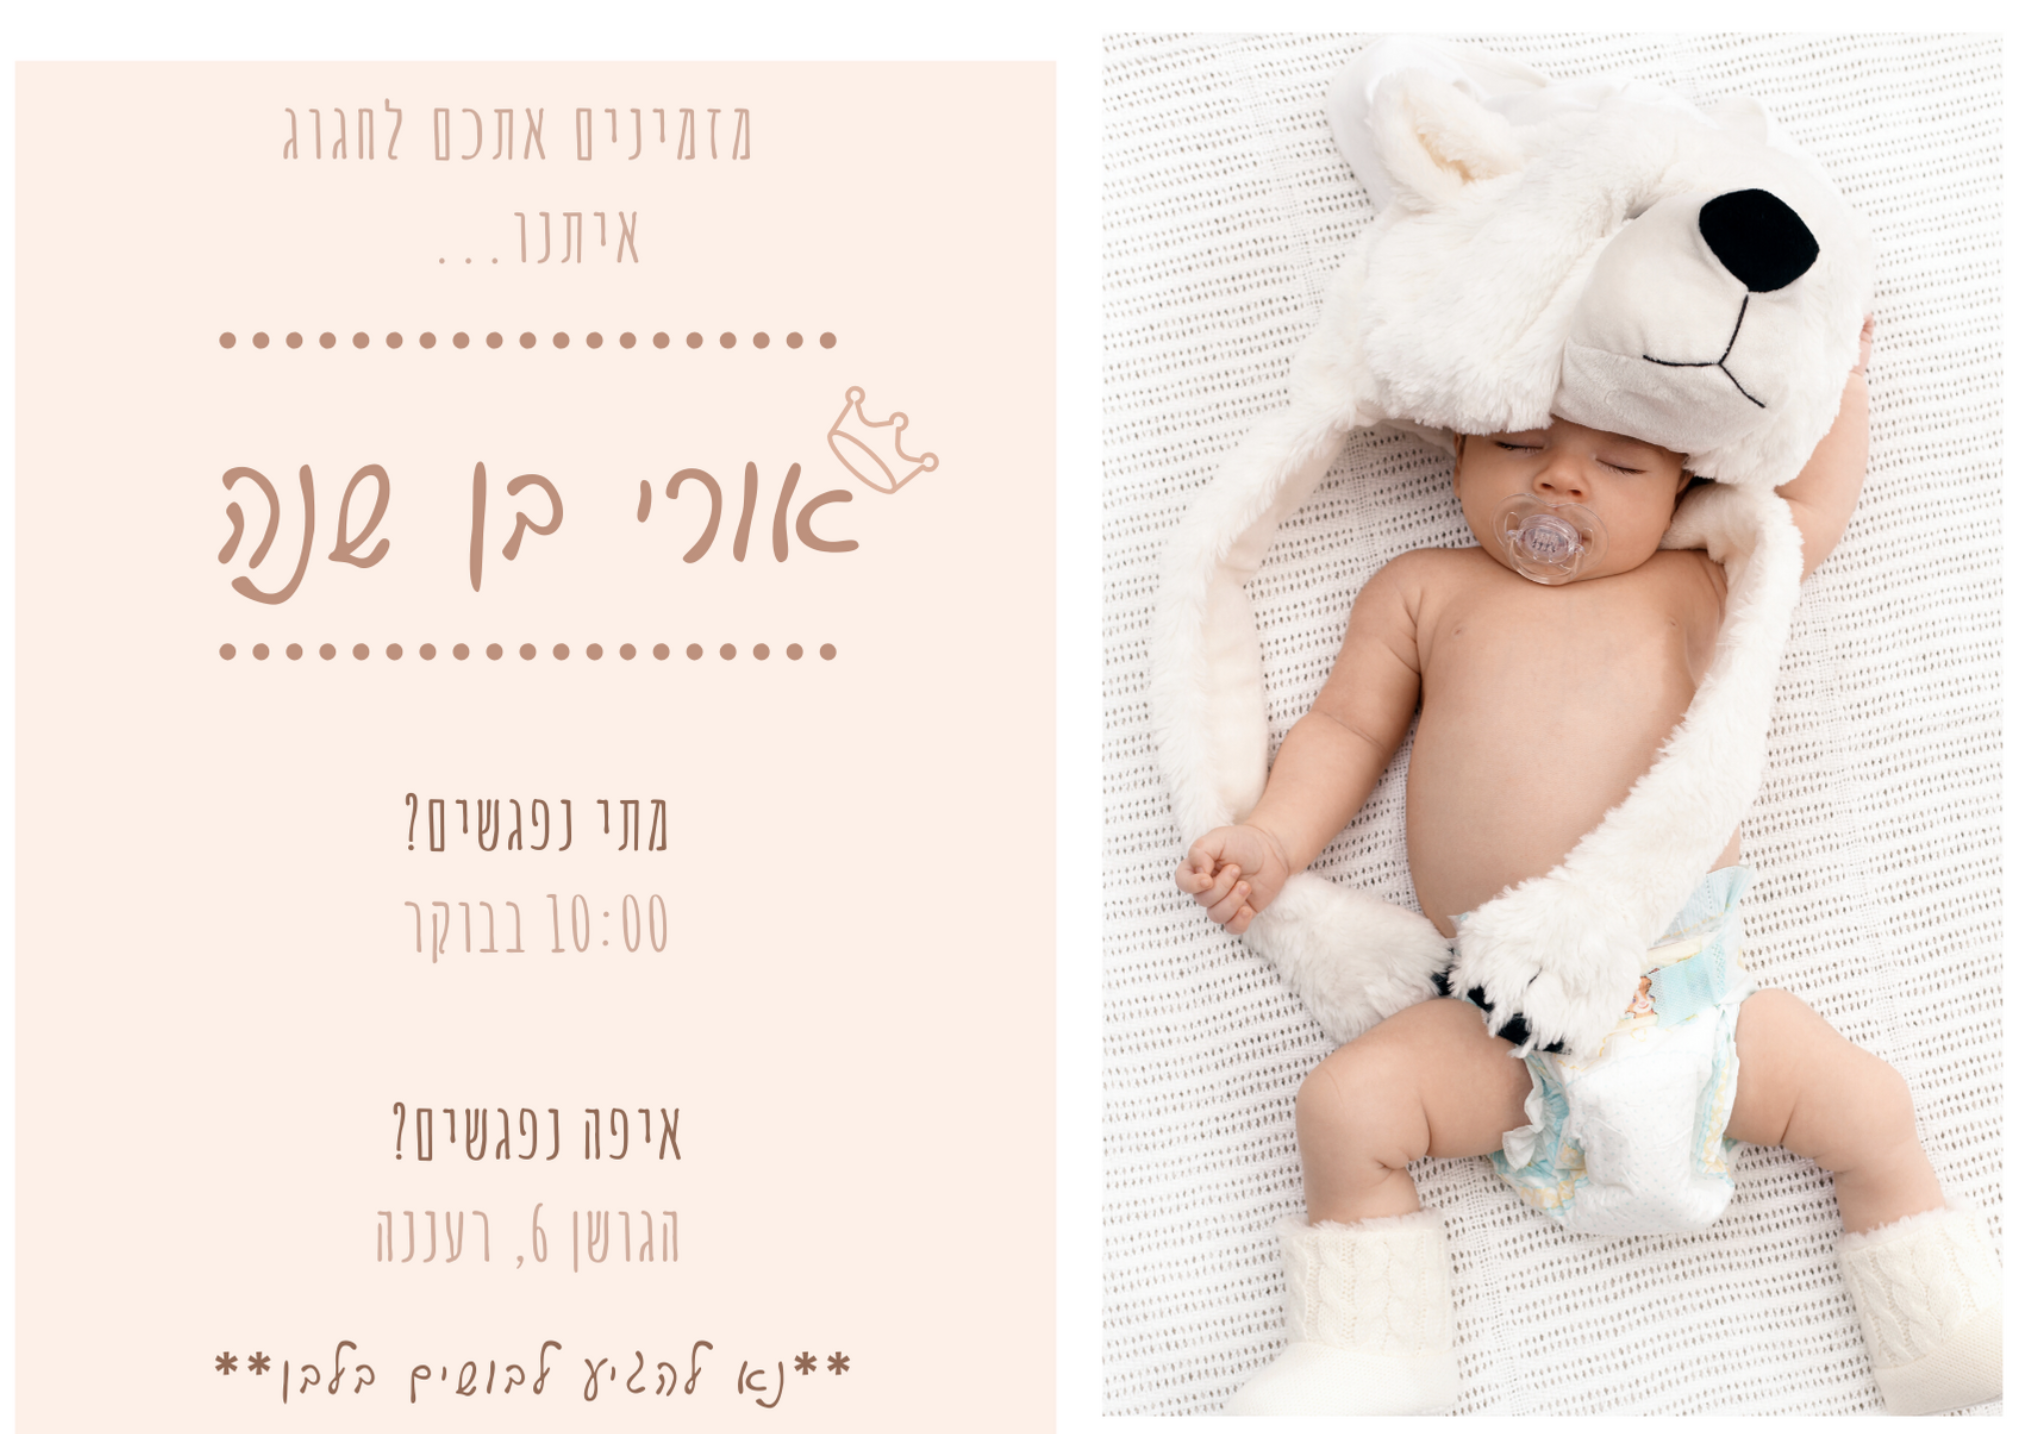 מזמינים אתכם לחגוג
איתנו...
אורי בן שנה
מתי נפגשים?
10:00 בבוקר
איפה נפגשים?
הגושן 6, רעננה
**נא להגיע לבושים בלבן**